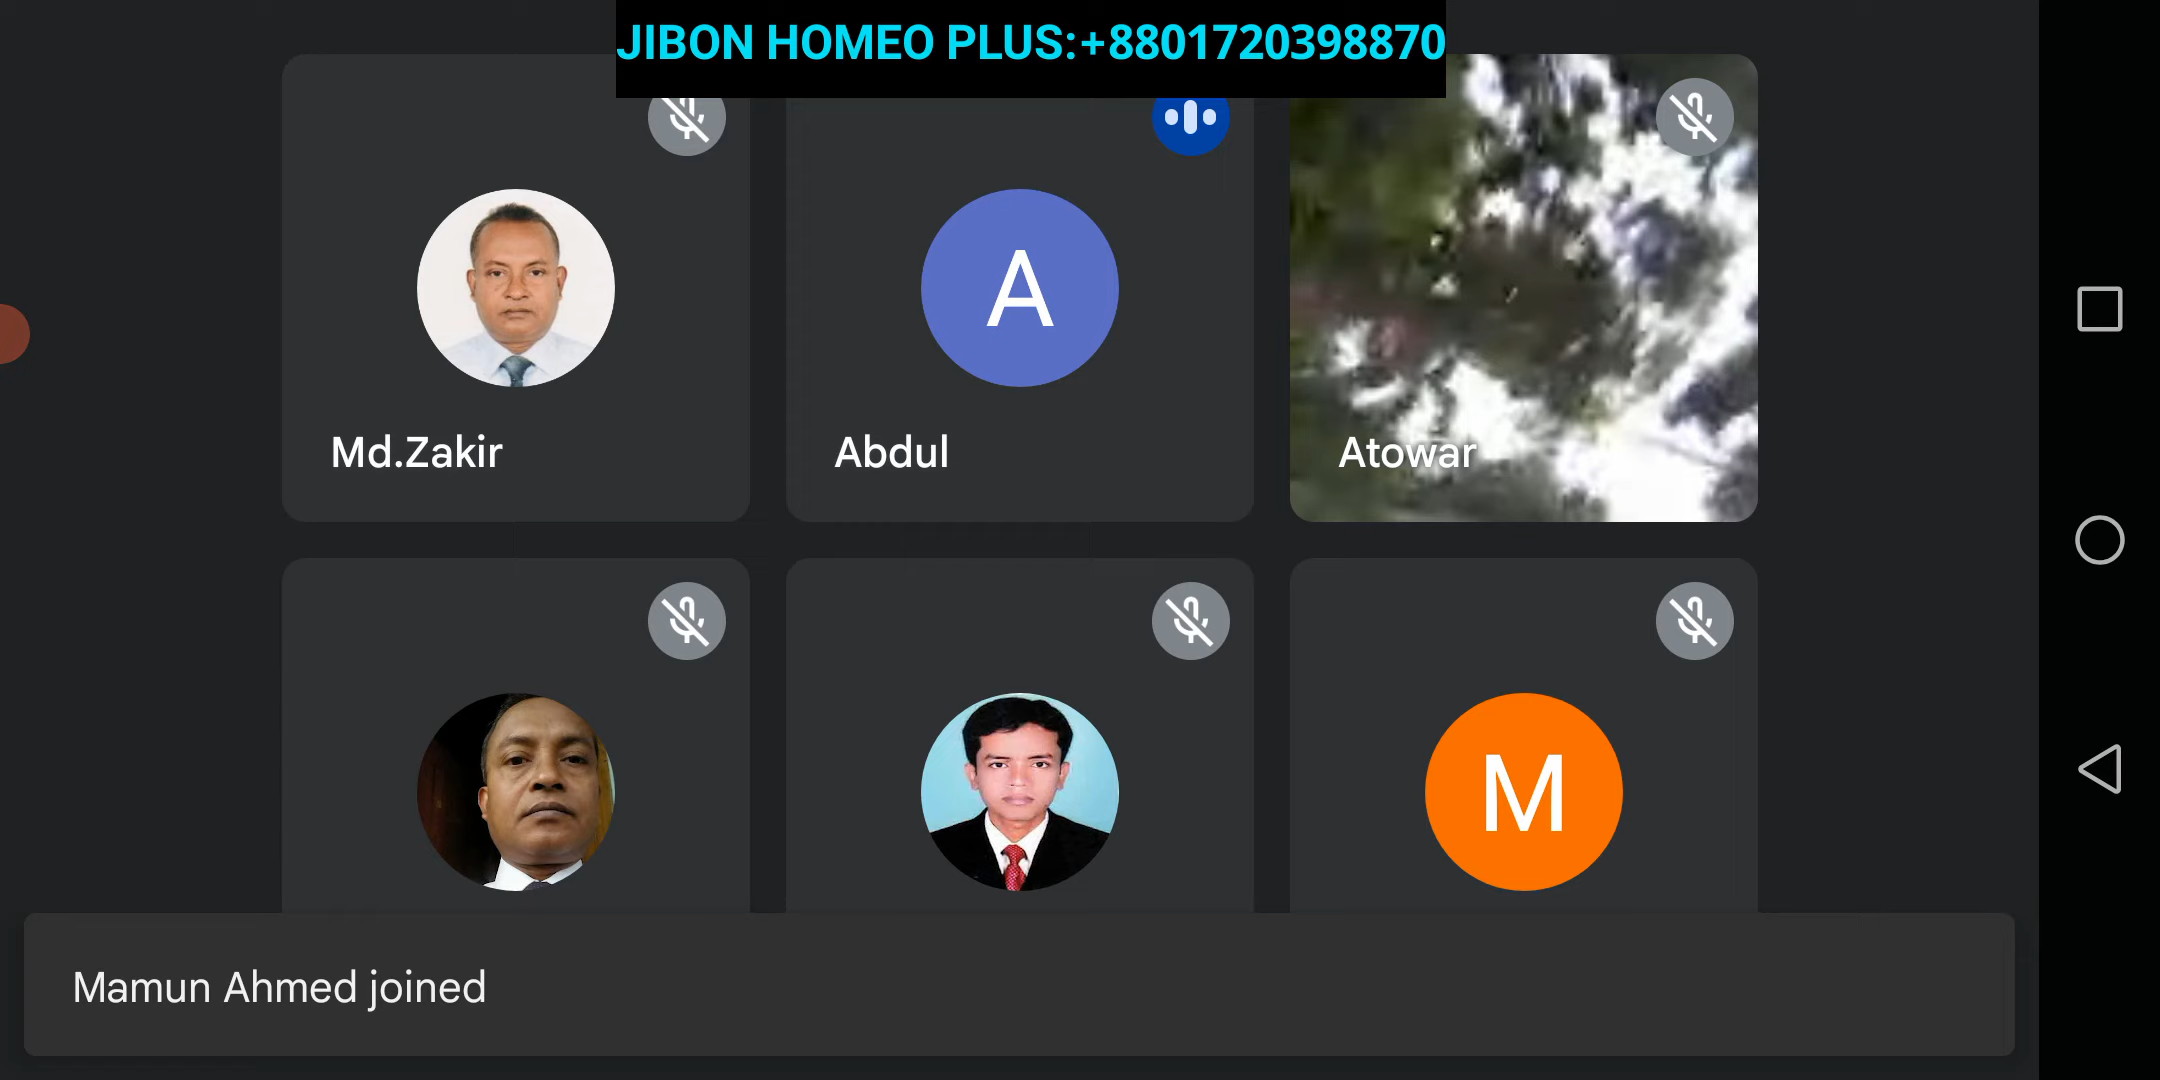 JIBON HOMEO PLUS:+8801720398870
Md.Zakir
A
Abdul
Atowar
M
Mamun Ahmed joined